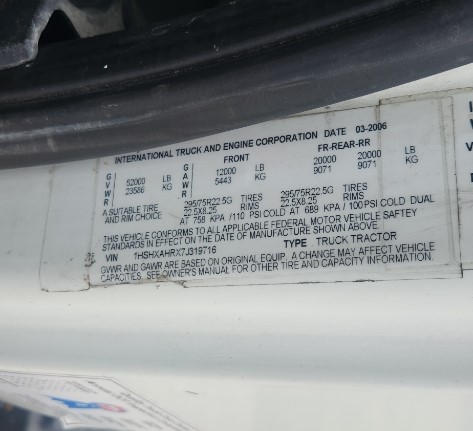 INTERNATIONAL TRUCK AND ENGINE CORPORATION DATE 03-2006
G V W R 52000 LB 23586 KG G A W R FRONT 12000 LB 5443 KG FR-REAR-RR 20000 20000 LB 9071 9071 KG
A SUITABLE TIRE AND RIM CHOICE 295/75R22.5G TIRES 295/75R22.5G TIRES
22.5X8.25 RIMS 22.5X8.25 RIMS
AT 758 KPA /110 PSI COLD AT 689 KPA / 100 PSI COLD DUAL
THIS VEHICLE CONFORMS TO ALL APPLICABLE FEDERAL MOTOR VEHICLE SAFTEY
STANDARDS IN EFFECT ON THE DATE OF MANUFACTURE SHOWN ABOVE.
VIN 1HSHXAHRX7J319716 TYPE TRUCK TRACTOR
GVWR AND GAWR ARE BASED ON ORIGINAL EQUIP. A CHANGE MAY AFFECT VEHICLE
CAPACITIES. SEE OWNER'S MANUAL FOR OTHER TIRE AND CAPACITY INFORMATION.